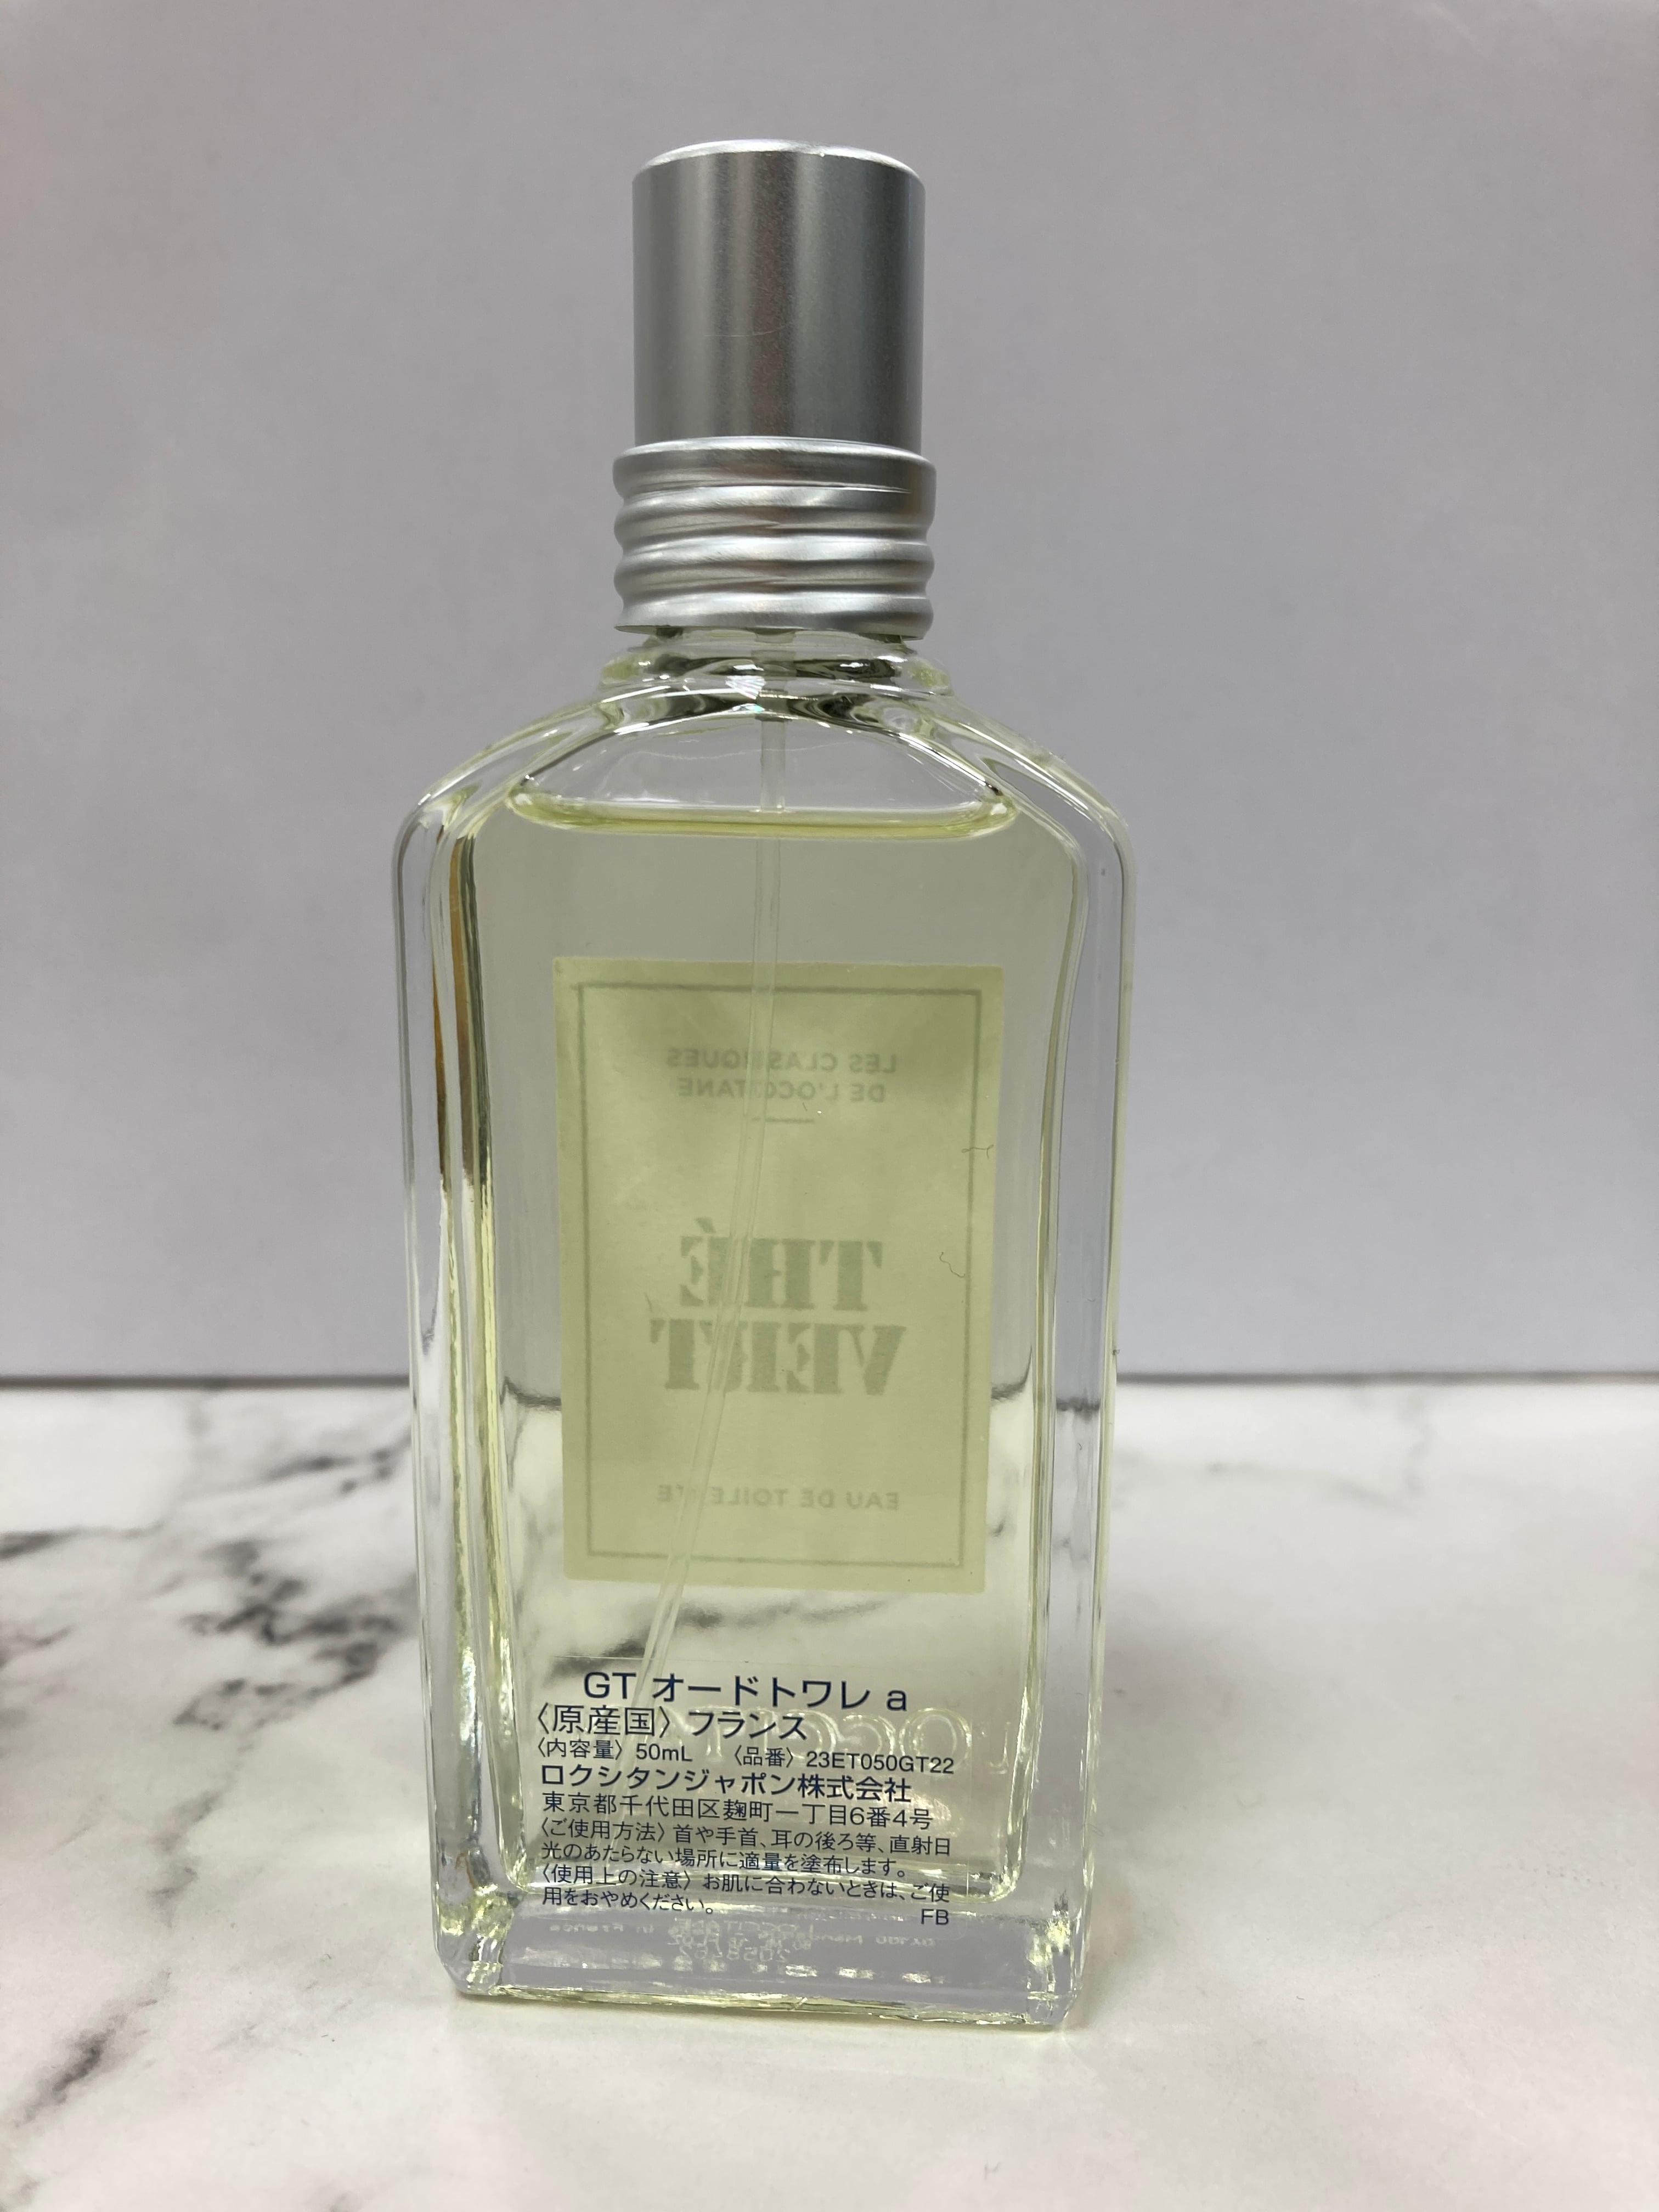 LES CLASSIQUES
DE L'OCCITANE
THÉ
VERT
EAU DE TOILETTE
GT オードトワレ a
〈原産国〉フランス
〈内容量〉50mL 〈品番〉23ET050GT22
ロクシタンジャポン株式会社
東京都千代田区麹町一丁目6番4号
〈ご使用方法〉首や手首、耳の後ろ等、直射日
光のあたらない場所に適量を塗布します。
〈使用上の注意〉お肌に合わないときは、ご使
用をおやめください。 FB